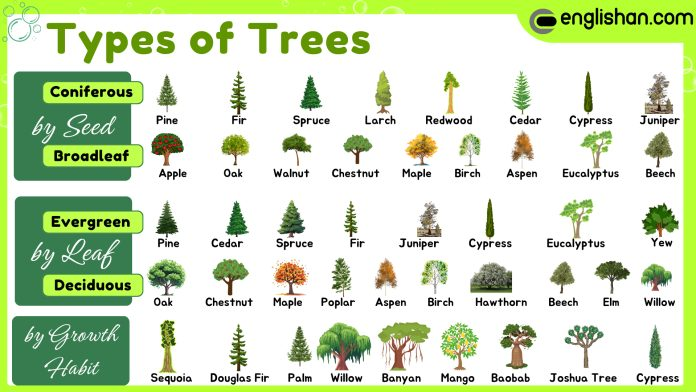 englishan.com
Types of Trees
Coniferous
by Seed
Broadleaf
Pine Fir Spruce Larch Redwood Cedar Cypress Juniper
Apple Oak Walnut Chestnut Maple Birch Aspen Eucalyptus Beech
Evergreen
by Leaf
Deciduous
Pine Cedar Spruce Fir Juniper Cypress Eucalyptus Yew
Oak Chestnut Maple Poplar Aspen Birch Hawthorn Beech Elm Willow
by Growth
Habit
Sequoia Douglas Fir Palm Willow Banyan Mango Baobab Joshua Tree Cypress